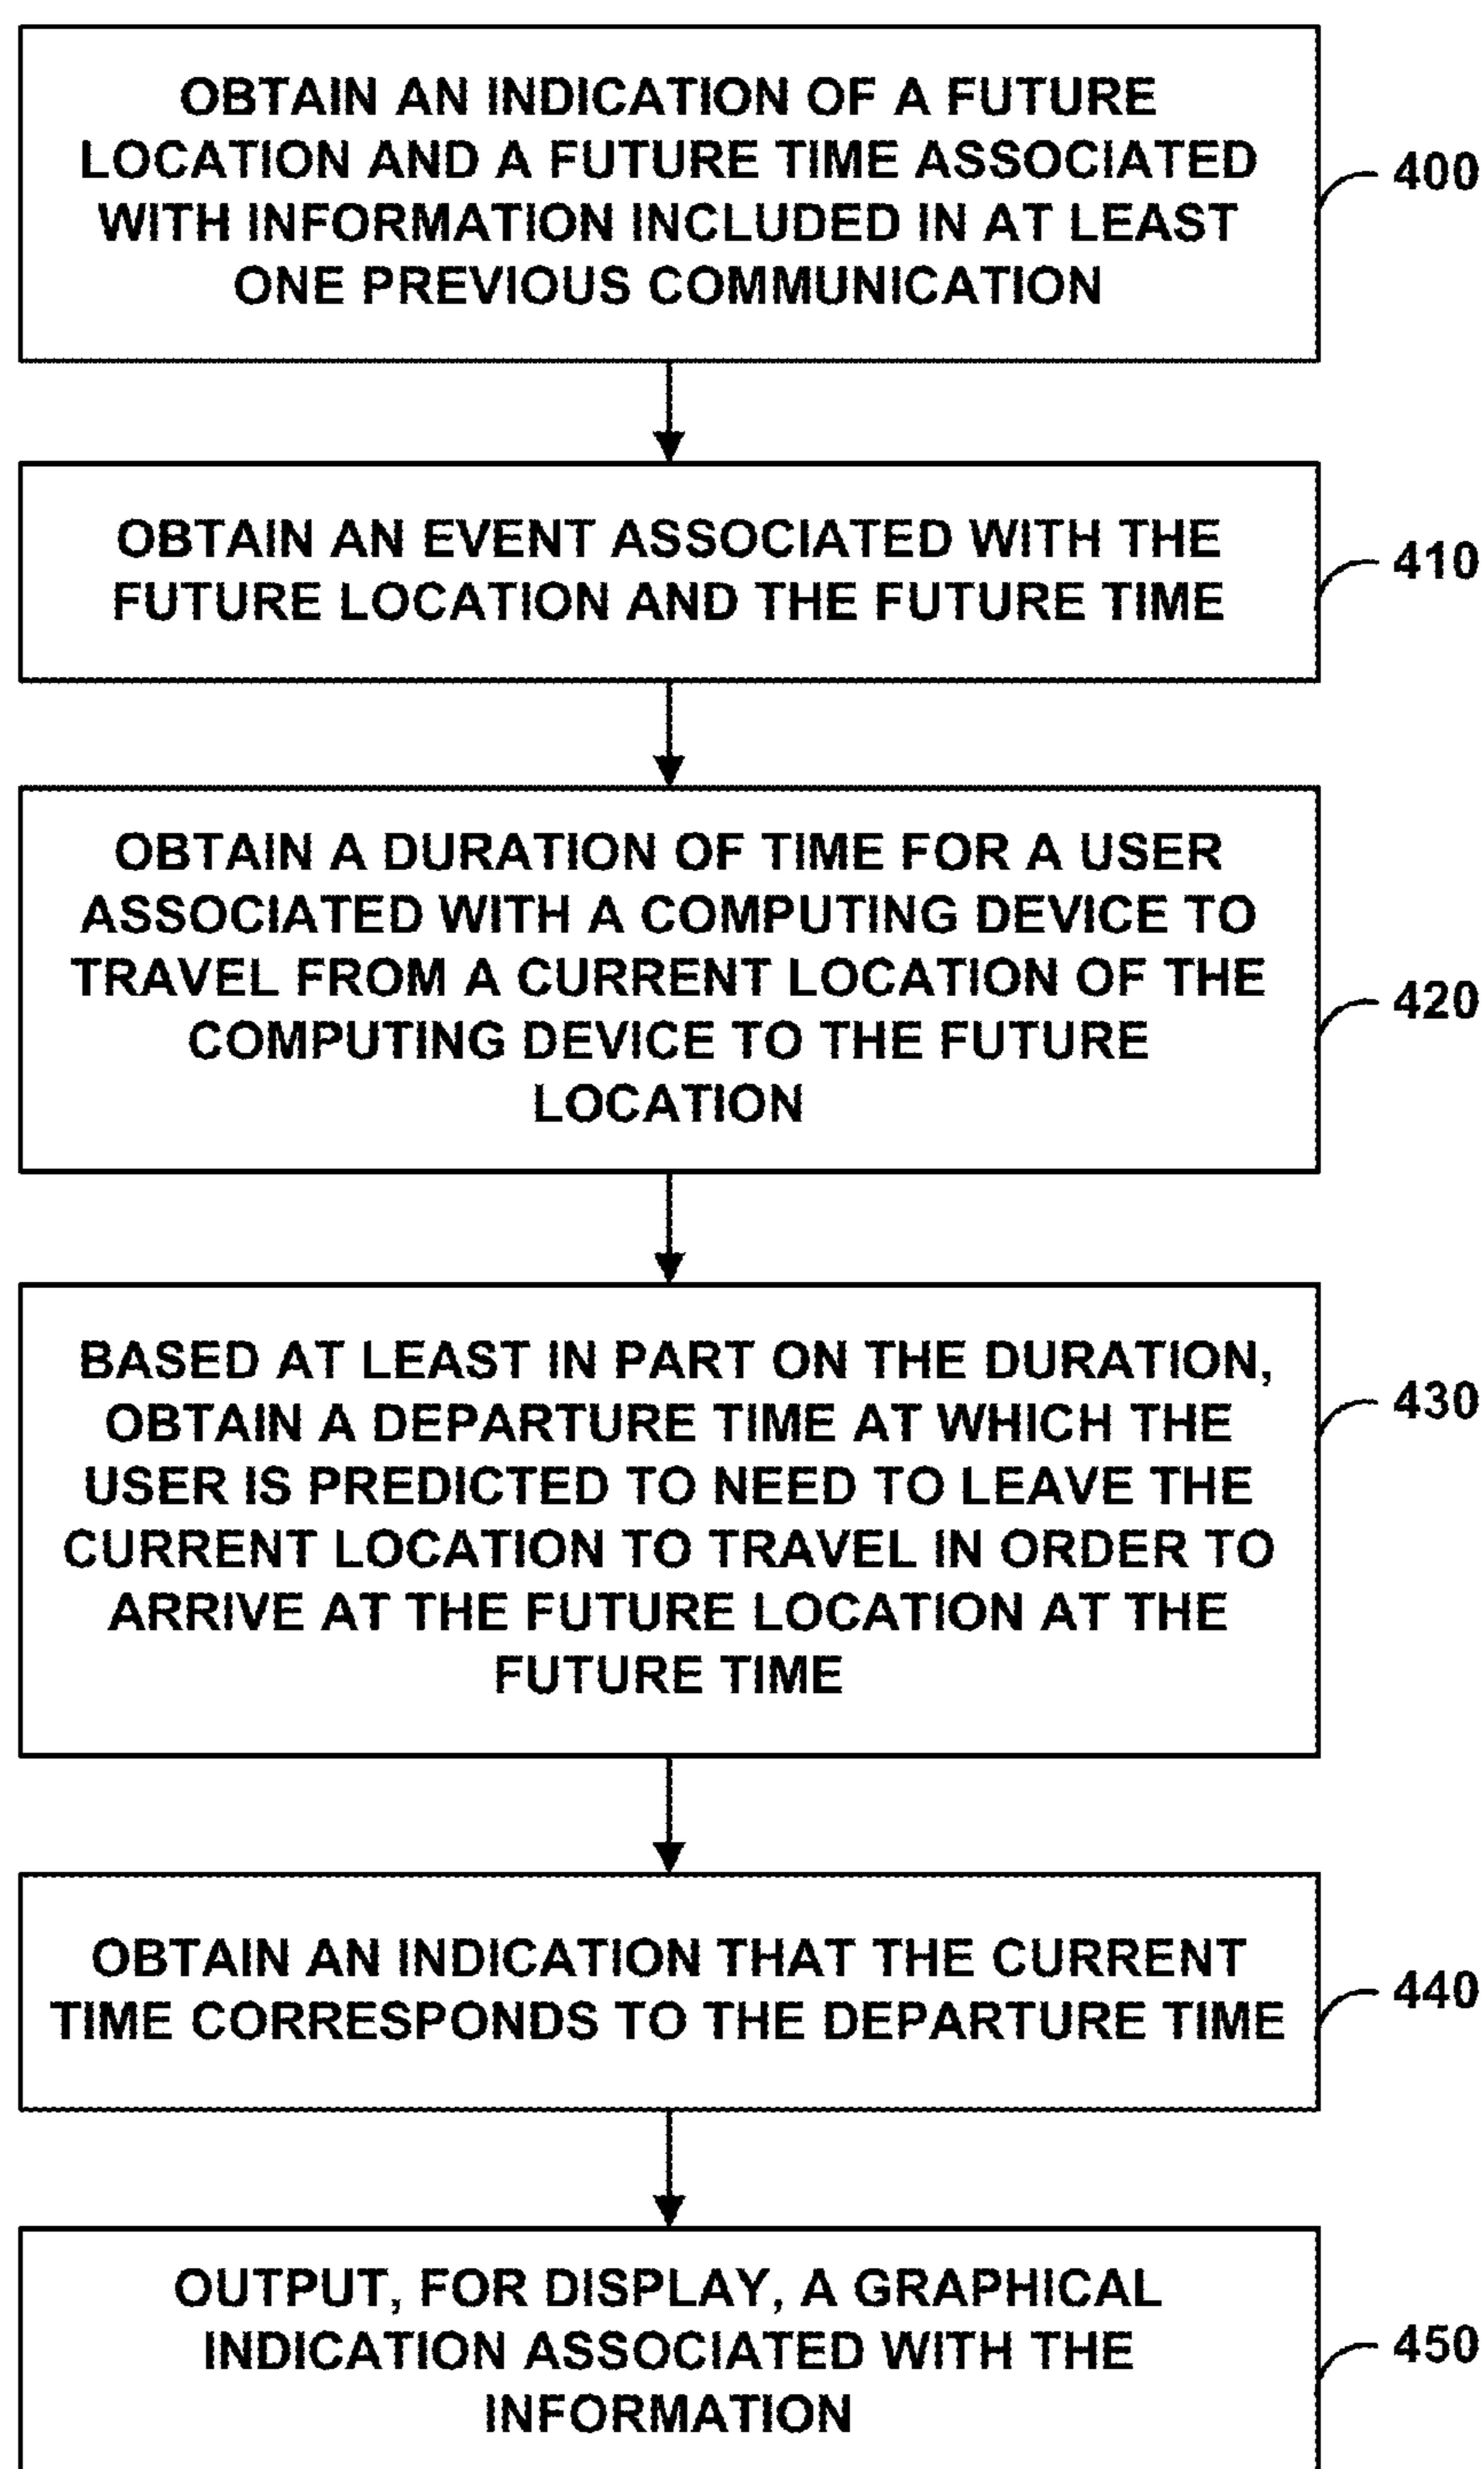 OBTAIN AN INDICATION OF A FUTURE
LOCATION AND A FUTURE TIME ASSOCIATED
WITH INFORMATION INCLUDED IN AT LEAST
ONE PREVIOUS COMMUNICATION
400
OBTAIN AN EVENT ASSOCIATED WITH THE
FUTURE LOCATION AND THE FUTURE TIME
410
OBTAIN A DURATION OF TIME FOR A USER
ASSOCIATED WITH A COMPUTING DEVICE TO
TRAVEL FROM A CURRENT LOCATION OF THE
COMPUTING DEVICE TO THE FUTURE
LOCATION
420
BASED AT LEAST IN PART ON THE DURATION,
OBTAIN A DEPARTURE TIME AT WHICH THE
USER IS PREDICTED TO NEED TO LEAVE THE
CURRENT LOCATION TO TRAVEL IN ORDER TO
ARRIVE AT THE FUTURE LOCATION AT THE
FUTURE TIME
430
OBTAIN AN INDICATION THAT THE CURRENT
TIME CORRESPONDS TO THE DEPARTURE TIME
440
OUTPUT, FOR DISPLAY, A GRAPHICAL
INDICATION ASSOCIATED WITH THE
INFORMATION
450